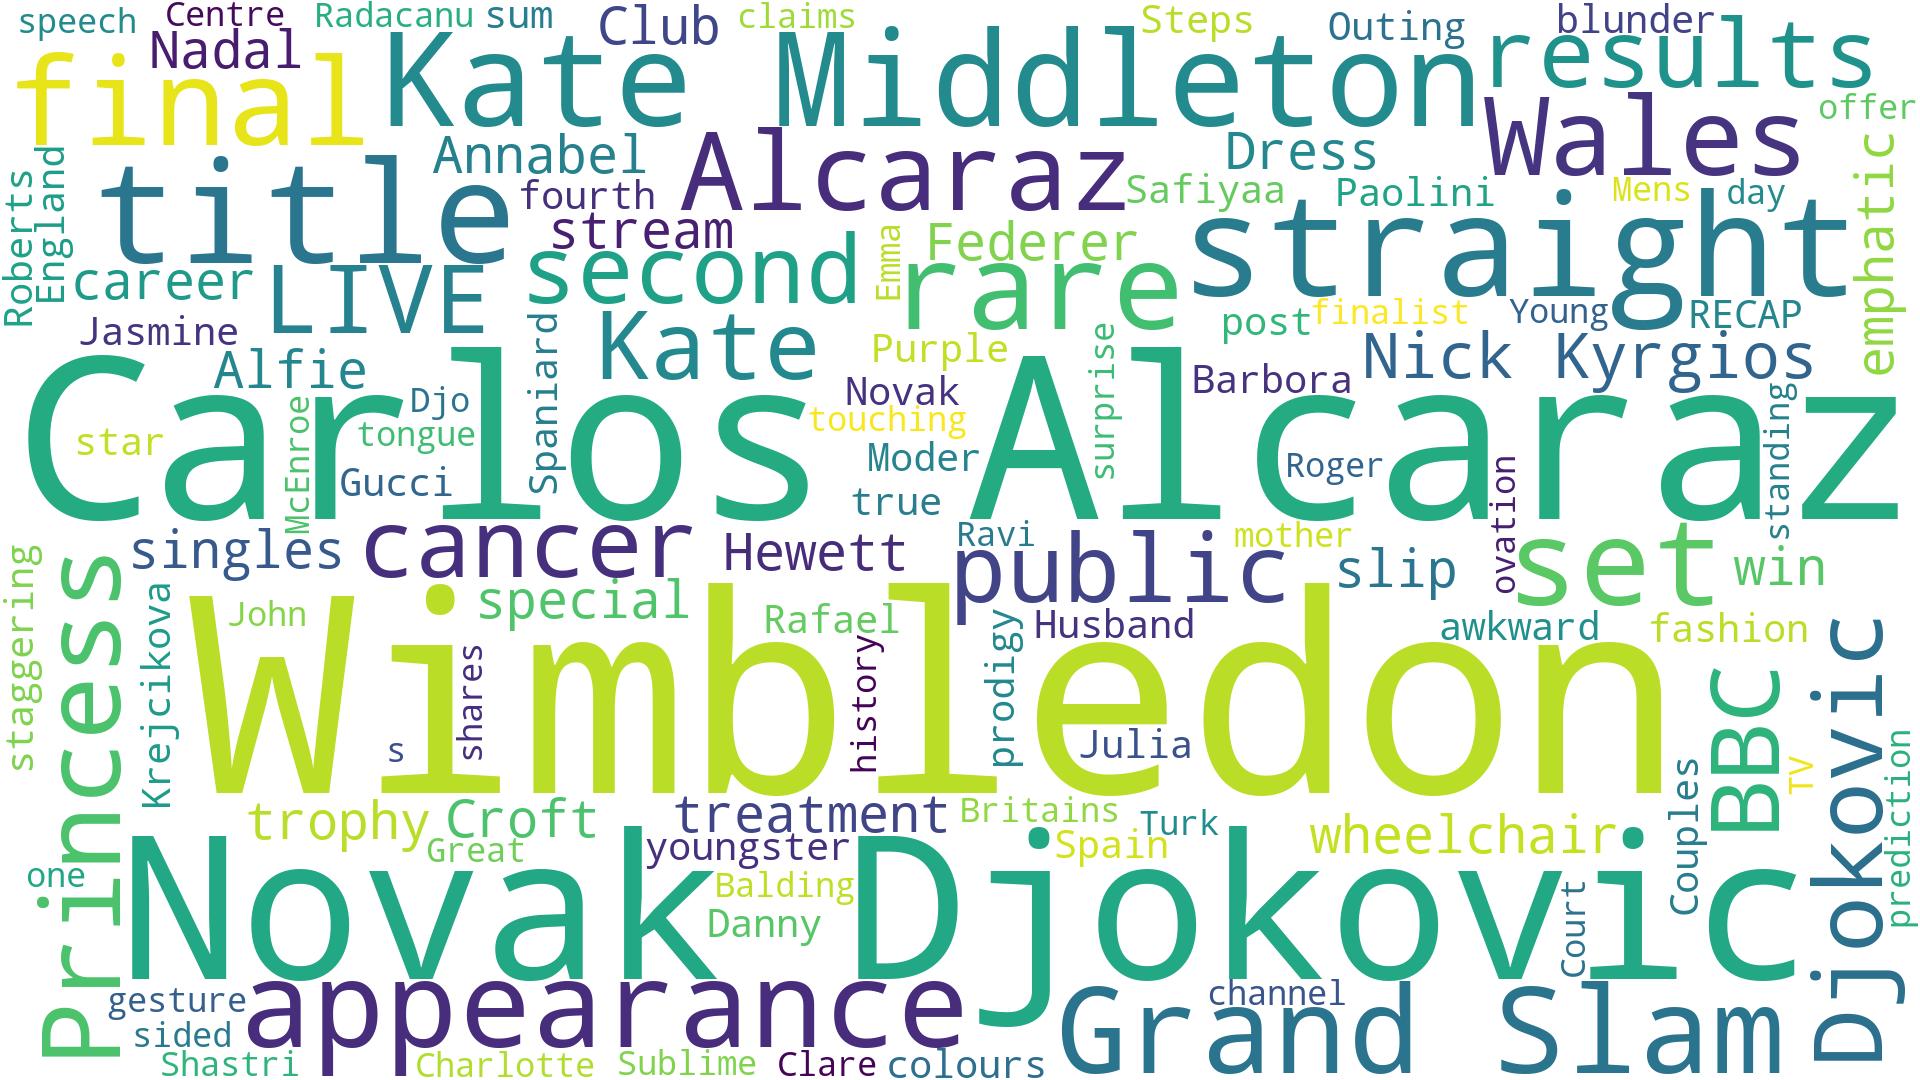 speech
Centre
Radacanu
sum
Club
claims
Steps
Outing
blunder
Nadal
final
Kate Middleton
results
offer
Wales
title
Annabel
Alcaraz
Dress
emphatic
Roberts
England
fourth
Safiyaa
Paolini
Mens
day
stream
second
Emma
Federer
rare
straight
career
LIVE
Jasmine
Kate
post
finalist
Young
RECAP
Alfie
Spaniard
Purple
surprise
Barbora
Nick Kyrgios
Carlos Alcaraz
Djo
Novak
touching
star
tongue
McEnroe
Gucci
Moder
true
Roger
ovation
standing
singles
cancer
Hewett
Ravi
public
mother
slip
set
win
staggering
Princess
Krejcikova
John
special
Rafael
prodigy
Husband
awkward
fashion
Wimbledon
s
shares
history
Julia
Couples
BBC
TV
Djokovic
prediction
trophy
Croft
treatment
Britains
Turk
wheelchair
Great
youngster
Spain
one
Novak Djokovic
Balding
Danny
Court
gesture
appearance
channel
Grand Slam
sided
Shastri
Charlotte
Sublime
Clare
colours